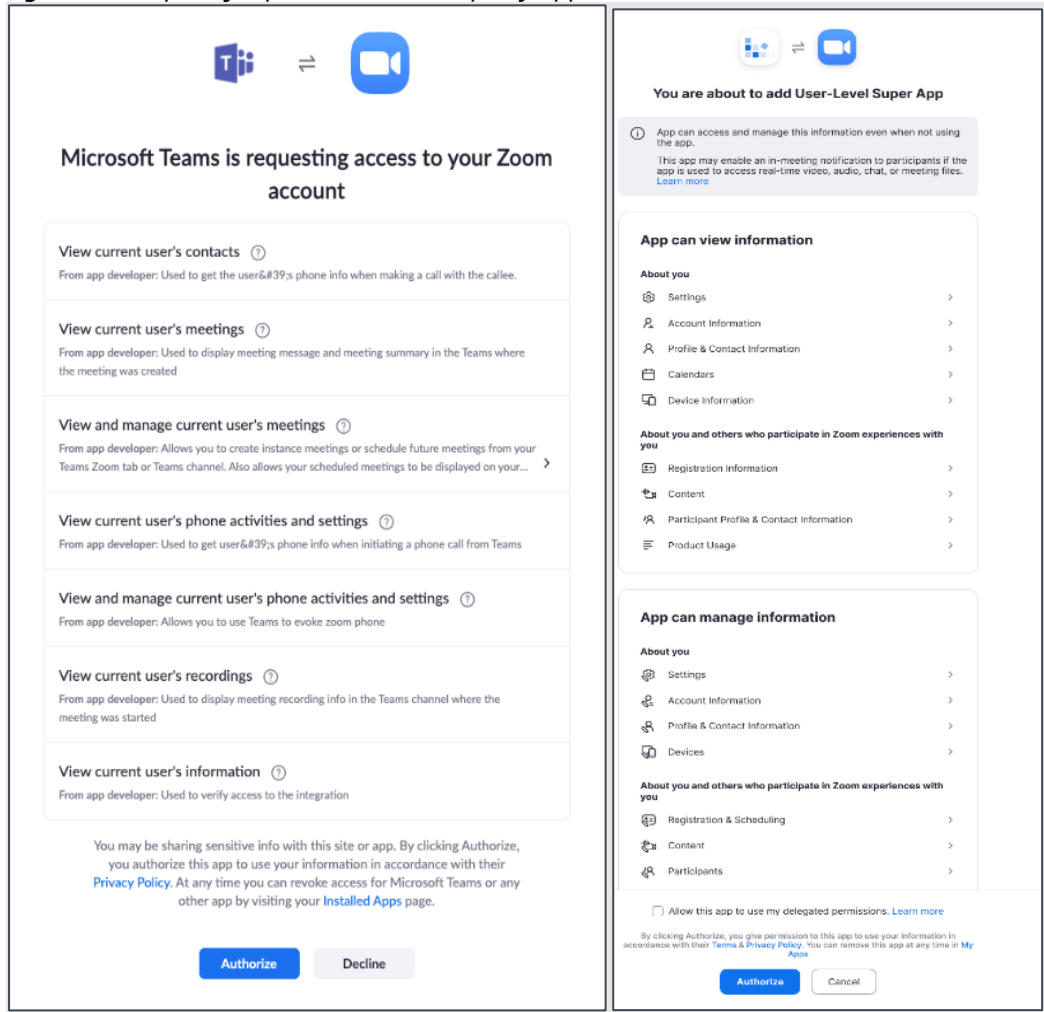 Microsoft Teams is requesting access to your Zoom
account
View current user's contacts
From app developer: Used to get the user&#39;s phone info when making a call with the callee.
View current user's meetings
From app developer: Used to display meeting message and meeting summary in the Teams where
the meeting was created
View and manage current user's meetings
From app developer: Allows you to create instance meetings or schedule future meetings from your
Teams Zoom tab or Teams channel. Also allows your scheduled meetings to be displayed on your...
View current user's phone activities and settings
From app developer: Used to get user&#39;s phone info when initiating a phone call from Teams
View and manage current user's phone activities and settings
From app developer: Allows you to use Teams to evoke zoom phone
View current user's recordings
From app developer: Used to display meeting recording info in the Teams channel where the
meeting was started
View current user's information
From app developer: Used to verify access to the integration
You may be sharing sensitive info with this site or app. By clicking Authorize,
you authorize this app to use your information in accordance with their
Privacy Policy. At any time you can revoke access for Microsoft Teams or any
other app by visiting your Installed Apps page.
Authorize
Decline
You are about to add User-Level Super App
App can access and manage this information even when not using
the app.
This app may enable an in-meeting notification to participants if the
app is used to access real-time video, audio, chat, or meeting files.
Learn more
App can view information
About you
Settings
Account Information
Profile & Contact Information
Calendars
Device Information
About you and others who participate in Zoom experiences with
you
Registration Information
Content
Participant Profile & Contact Information
Product Usage
App can manage information
About you
Settings
Account Information
Profile & Contact Information
Devices
About you and others who participate in Zoom experiences with
you
Registration & Scheduling
Content
Participants
Allow this app to use my delegated permissions. Learn more
By clicking Authorize, you give permission to this app to use your information in
accordance with their Terms & Privacy Policy. You can remove this app at any time in My
Apps
Authorize
Cancel